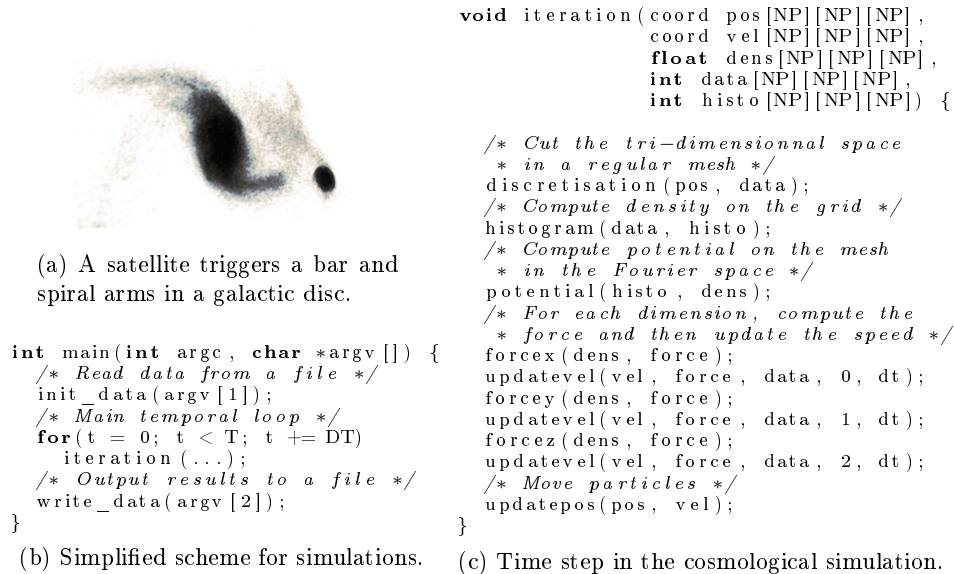 (a) A satellite triggers a bar and
spiral arms in a galactic disc.
int main(int argc, char *argv[]) {
/* Read data from a file */
init_data(argv[1]);
/* Main temporal loop */
for(t = 0; t < T; t += DT)
iteration(...);
/* Output results to a file */
write_data(argv[2]);
}
(b) Simplified scheme for simulations.
void iteration(coord pos[NP][NP][NP],
coord vel[NP][NP][NP],
float dens[NP][NP][NP],
int data[NP][NP][NP],
int histo[NP][NP][NP]) {
/* Cut the tri-dimensionnal space
* in a regular mesh */
discretisation(pos, data);
/* Compute density on the grid */
histogram(data, histo);
/* Compute potential on the mesh
* in the Fourier space */
potential(histo, dens);
/* For each dimension, compute the
* force and then update the speed */
forcex(dens, force);
updatevel(vel, force, data, 0, dt);
forcey(dens, force);
updatevel(vel, force, data, 1, dt);
forcez(dens, force);
updatevel(vel, force, data, 2, dt);
/* Move particles */
updatepos(pos, vel);
}
(c) Time step in the cosmological simulation.